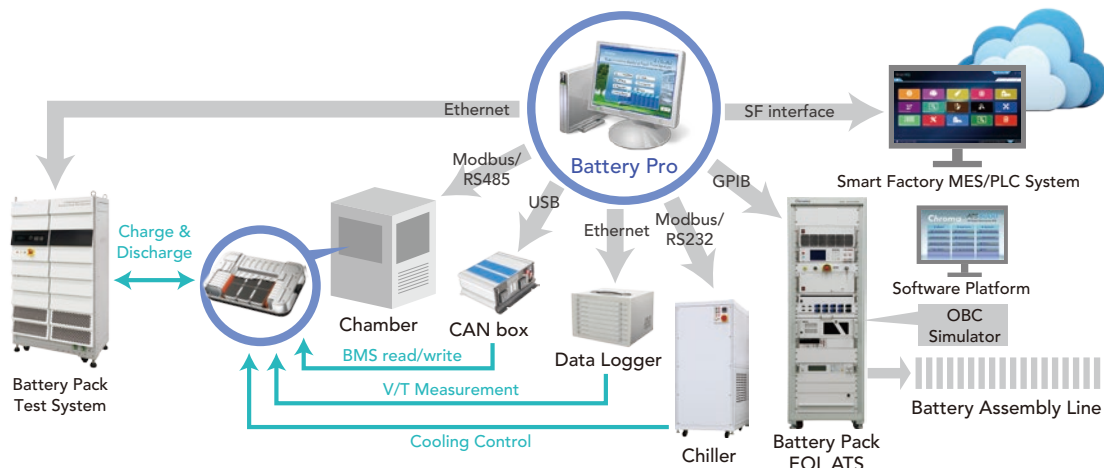 Ethernet
SF interface
Modbus/
RS485
Battery Pro
GPIB
Smart Factory MES/PLC System
USB
Modbus/
RS232
Ethernet
Charge &
Discharge
Chroma
Software Platform
OBC
Simulator
Chamber
CAN box
Data Logger
BMS read/write
V/T Measurement
Battery Pack
Test System
Battery Assembly Line
Cooling Control
Chiller
Battery Pack
EOL ATS